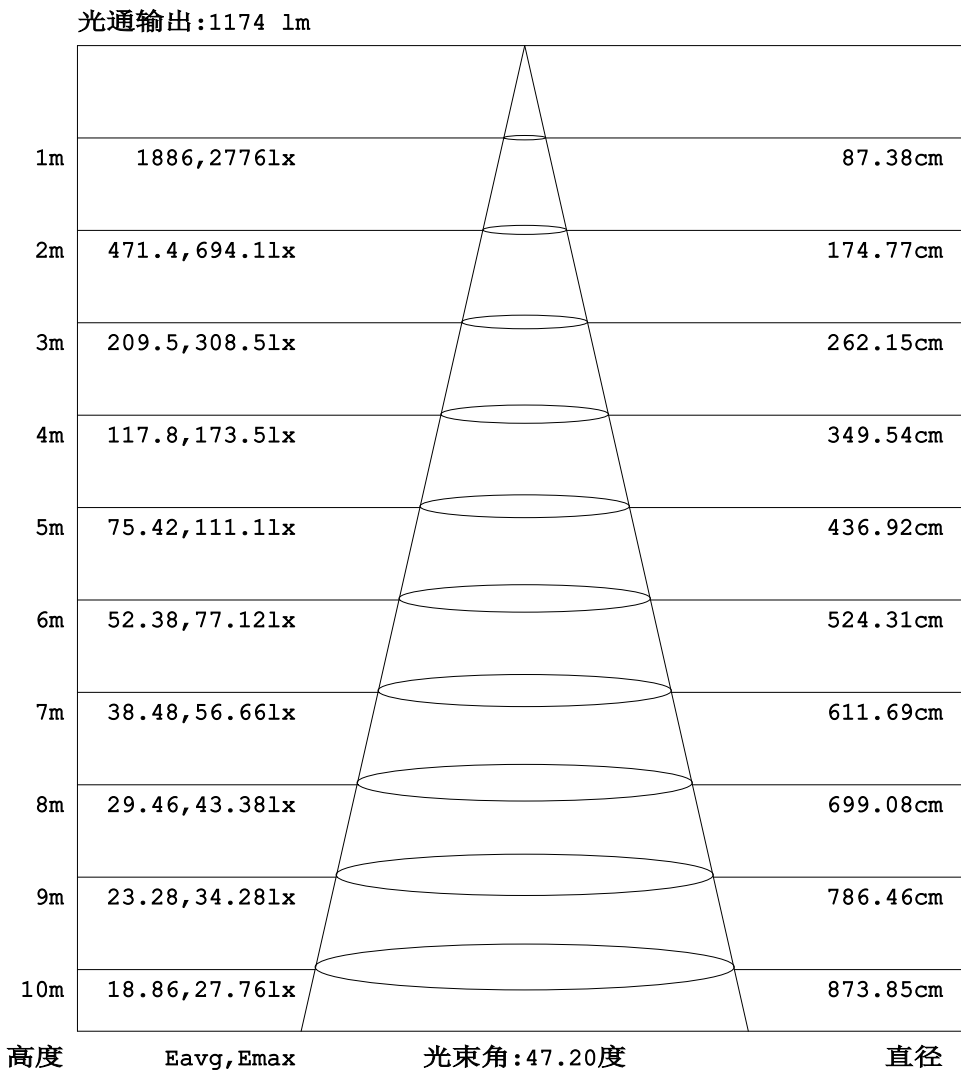 光通输出:1174 lm
1m 1886,2776lx 87.38cm
2m 471.4,694.1lx 174.77cm
3m 209.5,308.5lx 262.15cm
4m 117.8,173.5lx 349.54cm
5m 75.42,111.1lx 436.92cm
6m 52.38,77.12lx 524.31cm
7m 38.48,56.66lx 611.69cm
8m 29.46,43.38lx 699.08cm
9m 23.28,34.28lx 786.46cm
10m 18.86,27.76lx 873.85cm
高度 Eavg,Emax 光束角:47.20度 直径